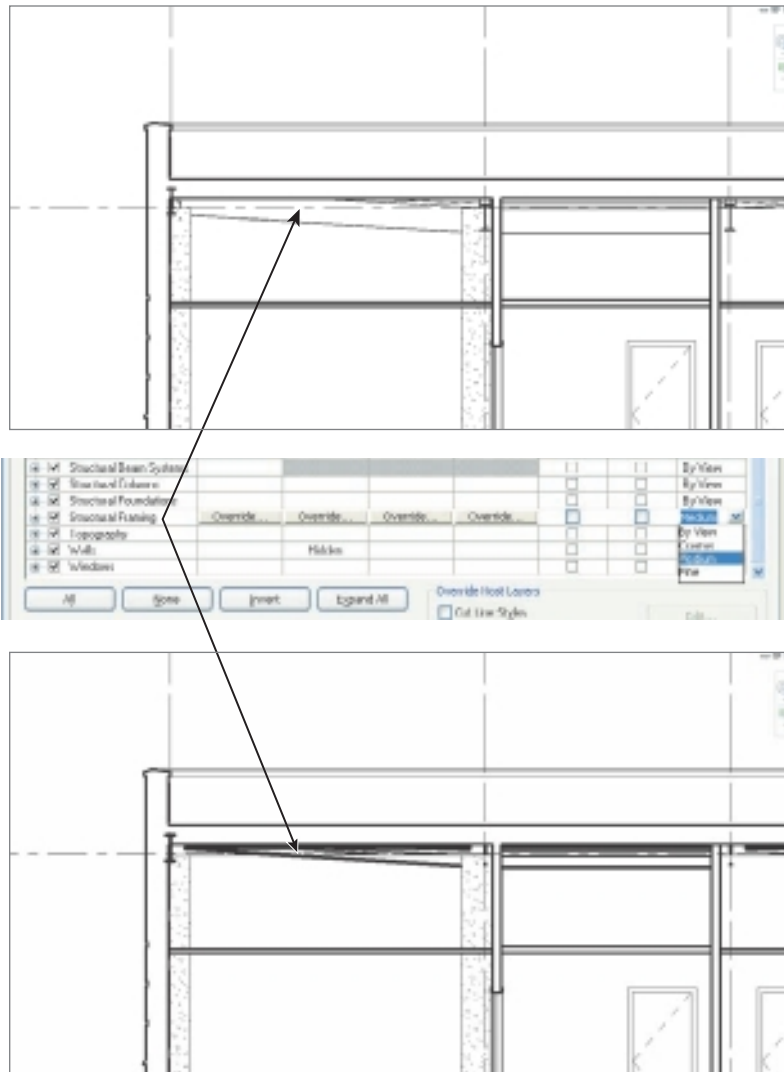 Structural Beam Systems By View
Structural Columns By View
Structural Foundations By View
Structural Framing Override... Override... Override... Override... Medium
Topography By View
Walls Hidden Coarse
Medium
Windows Fine
All None Invert Expand All
Override Host Layers
Cut Line Styles Edit...